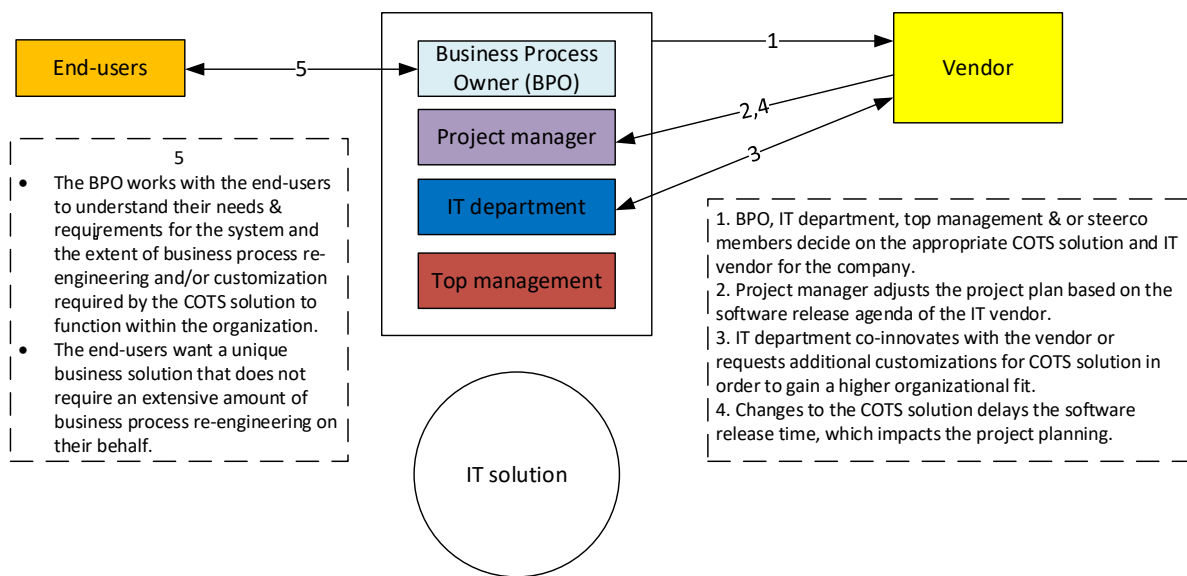 End-users
5
Business Process
Owner (BPO)
Project manager
IT department
Top management
1
2,4
3
Vendor
5
• The BPO works with the end-users
to understand their needs &
requirements for the system and
the extent of business process re-
engineering and/or customization
required by the COTS solution to
function within the organization.
• The end-users want a unique
business solution that does not
require an extensive amount of
business process re-engineering on
their behalf.
1. BPO, IT department, top management & or steerco
members decide on the appropriate COTS solution and IT
vendor for the company.
2. Project manager adjusts the project plan based on the
software release agenda of the IT vendor.
3. IT department co-innovates with the vendor or
requests additional customizations for COTS solution in
order to gain a higher organizational fit.
4. Changes to the COTS solution delays the software
release time, which impacts the project planning.
IT solution